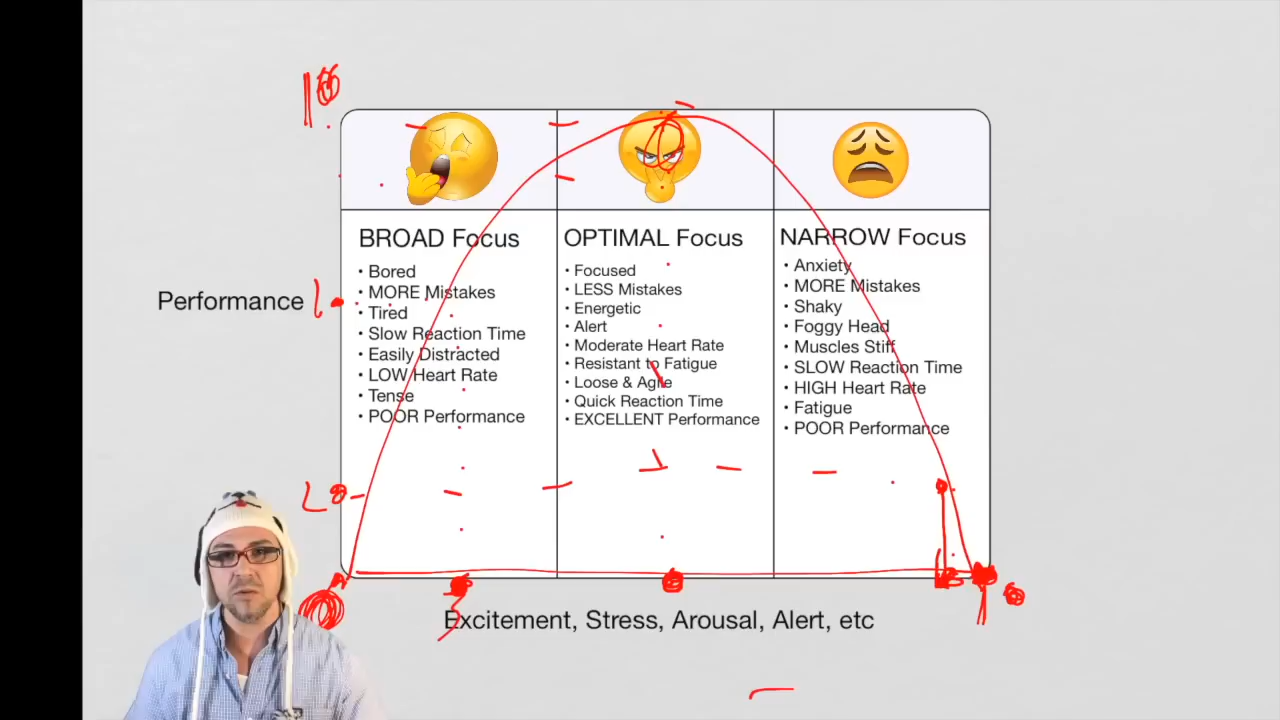 BROAD Focus
• Bored
• MORE Mistakes
• Tired
• Slow Reaction Time
• Easily Distracted
• LOW Heart Rate
• Tense
• POOR Performance
OPTIMAL Focus
• Focused
• LESS Mistakes
• Energetic
• Alert
• Moderate Heart Rate
• Resistant to Fatigue
• Loose & Agile
• Quick Reaction Time
• EXCELLENT Performance
NARROW Focus
• Anxiety
• MORE Mistakes
• Shaky
• Foggy Head
• Muscles Stiff
• SLOW Reaction Time
• HIGH Heart Rate
• Fatigue
• POOR Performance
Performance
Excitement, Stress, Arousal, Alert, etc